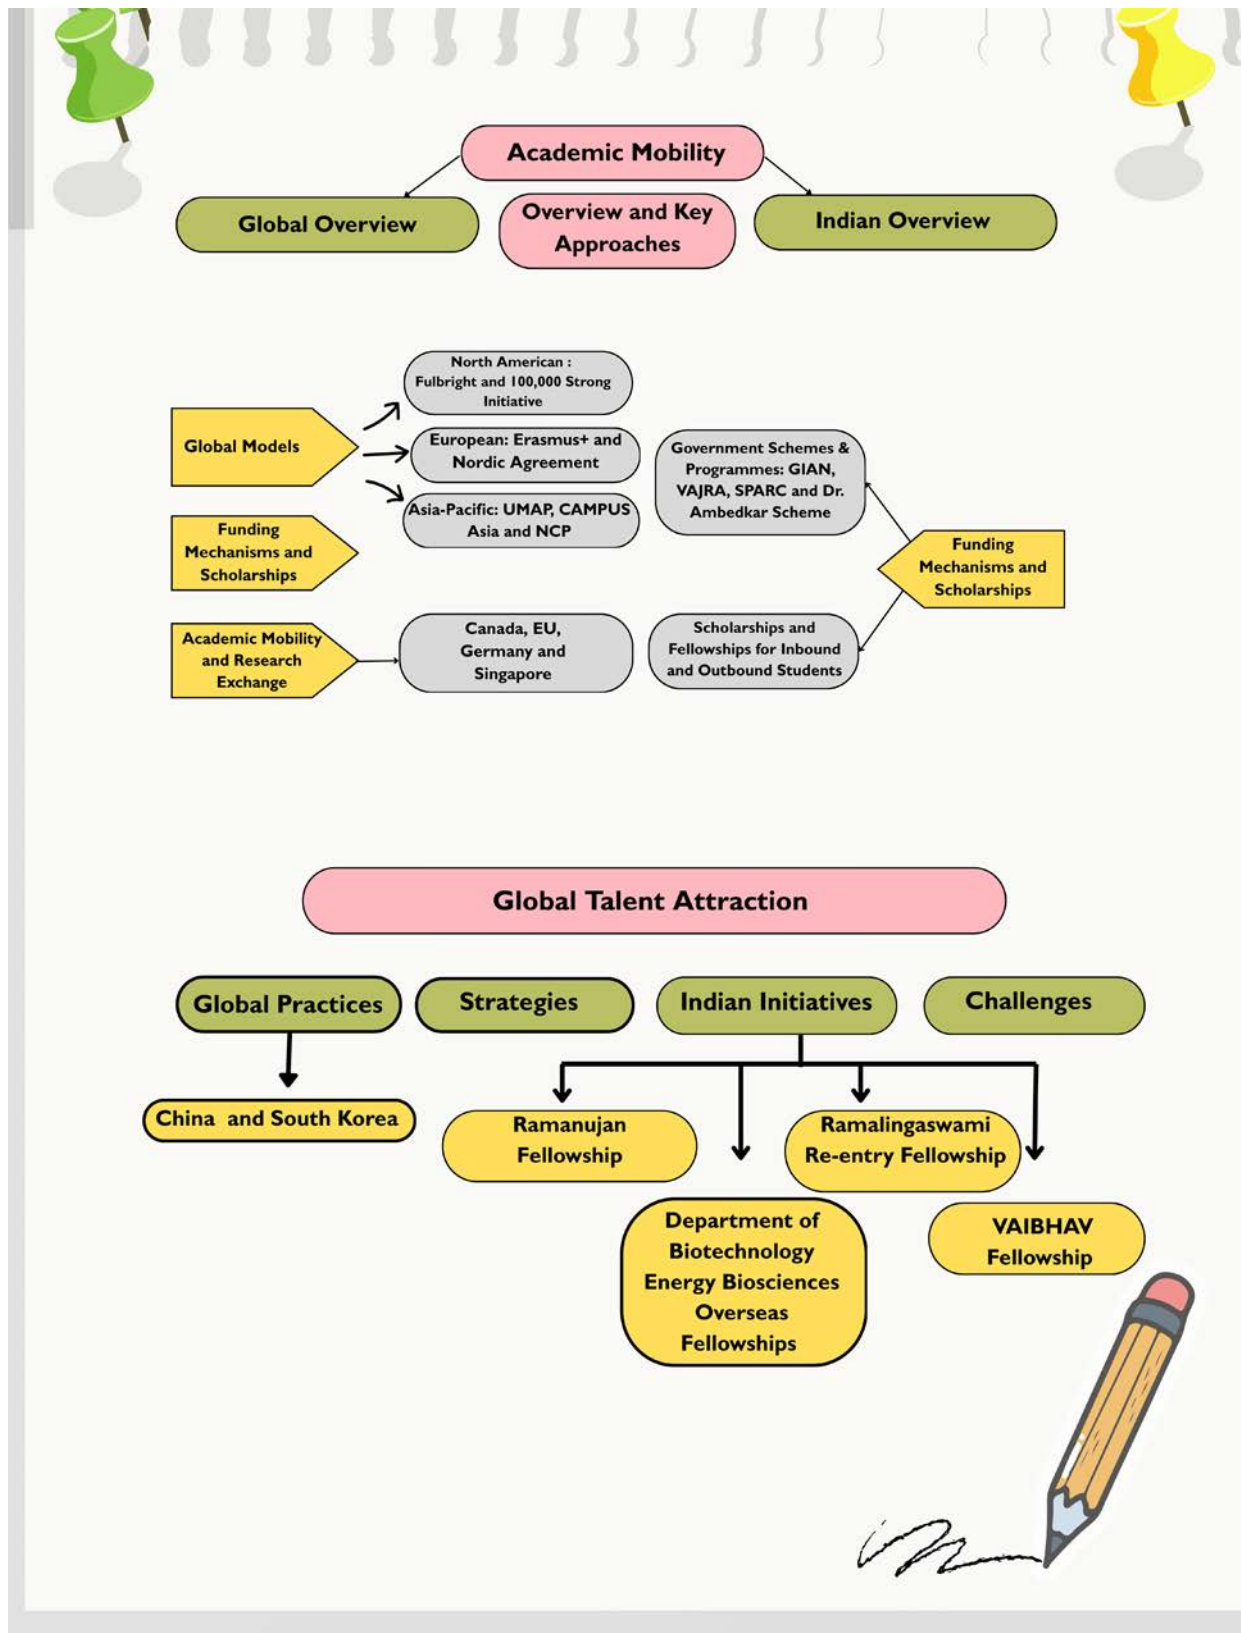 Academic Mobility
Global Overview
Overview and Key
Approaches
Indian Overview
Global Models
North American :
Fulbright and 100,000 Strong
Initiative
European: Erasmus+ and
Nordic Agreement
Asia-Pacific: UMAP, CAMPUS
Asia and NCP
Funding
Mechanisms and
Scholarships
Academic Mobility
and Research
Exchange
Canada, EU,
Germany and
Singapore
Government Schemes &
Programmes: GIAN,
VAJRA, SPARC and Dr.
Ambedkar Scheme
Funding
Mechanisms and
Scholarships
Scholarships and
Fellowships for Inbound
and Outbound Students
Global Talent Attraction
Global Practices
Strategies
Indian Initiatives
Challenges
China and South Korea
Ramanujan
Fellowship
Ramalingaswami
Re-entry Fellowship
Department of
Biotechnology
Energy Biosciences
Overseas
Fellowships
VAIBHAV
Fellowship